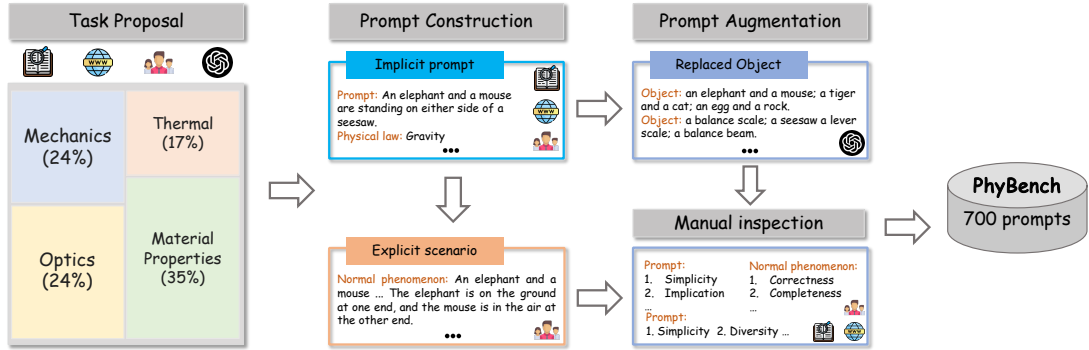 Task Proposal
Mechanics
(24%)
Thermal
(17%)
Optics
(24%)
Material
Properties
(35%)
Prompt Construction
Implicit prompt
Prompt: An elephant and a mouse
are standing on either side of a
seesaw.
Physical law: Gravity
...
Explicit scenario
Normal phenomenon: An elephant and a
mouse ... The elephant is on the ground
at one end, and the mouse is in the air at
the other end.
...
Prompt Augmentation
Replaced Object
Object: an elephant and a mouse; a tiger
and a cat; an egg and a rock.
Object: a balance scale; a seesaw a lever
scale; a balance beam.
...
Manual inspection
Prompt:
1. Simplicity
2. Implication
...
Normal phenomenon:
1. Correctness
2. Completeness
...
Prompt:
1. Simplicity 2. Diversity ...
PhyBench
700 prompts